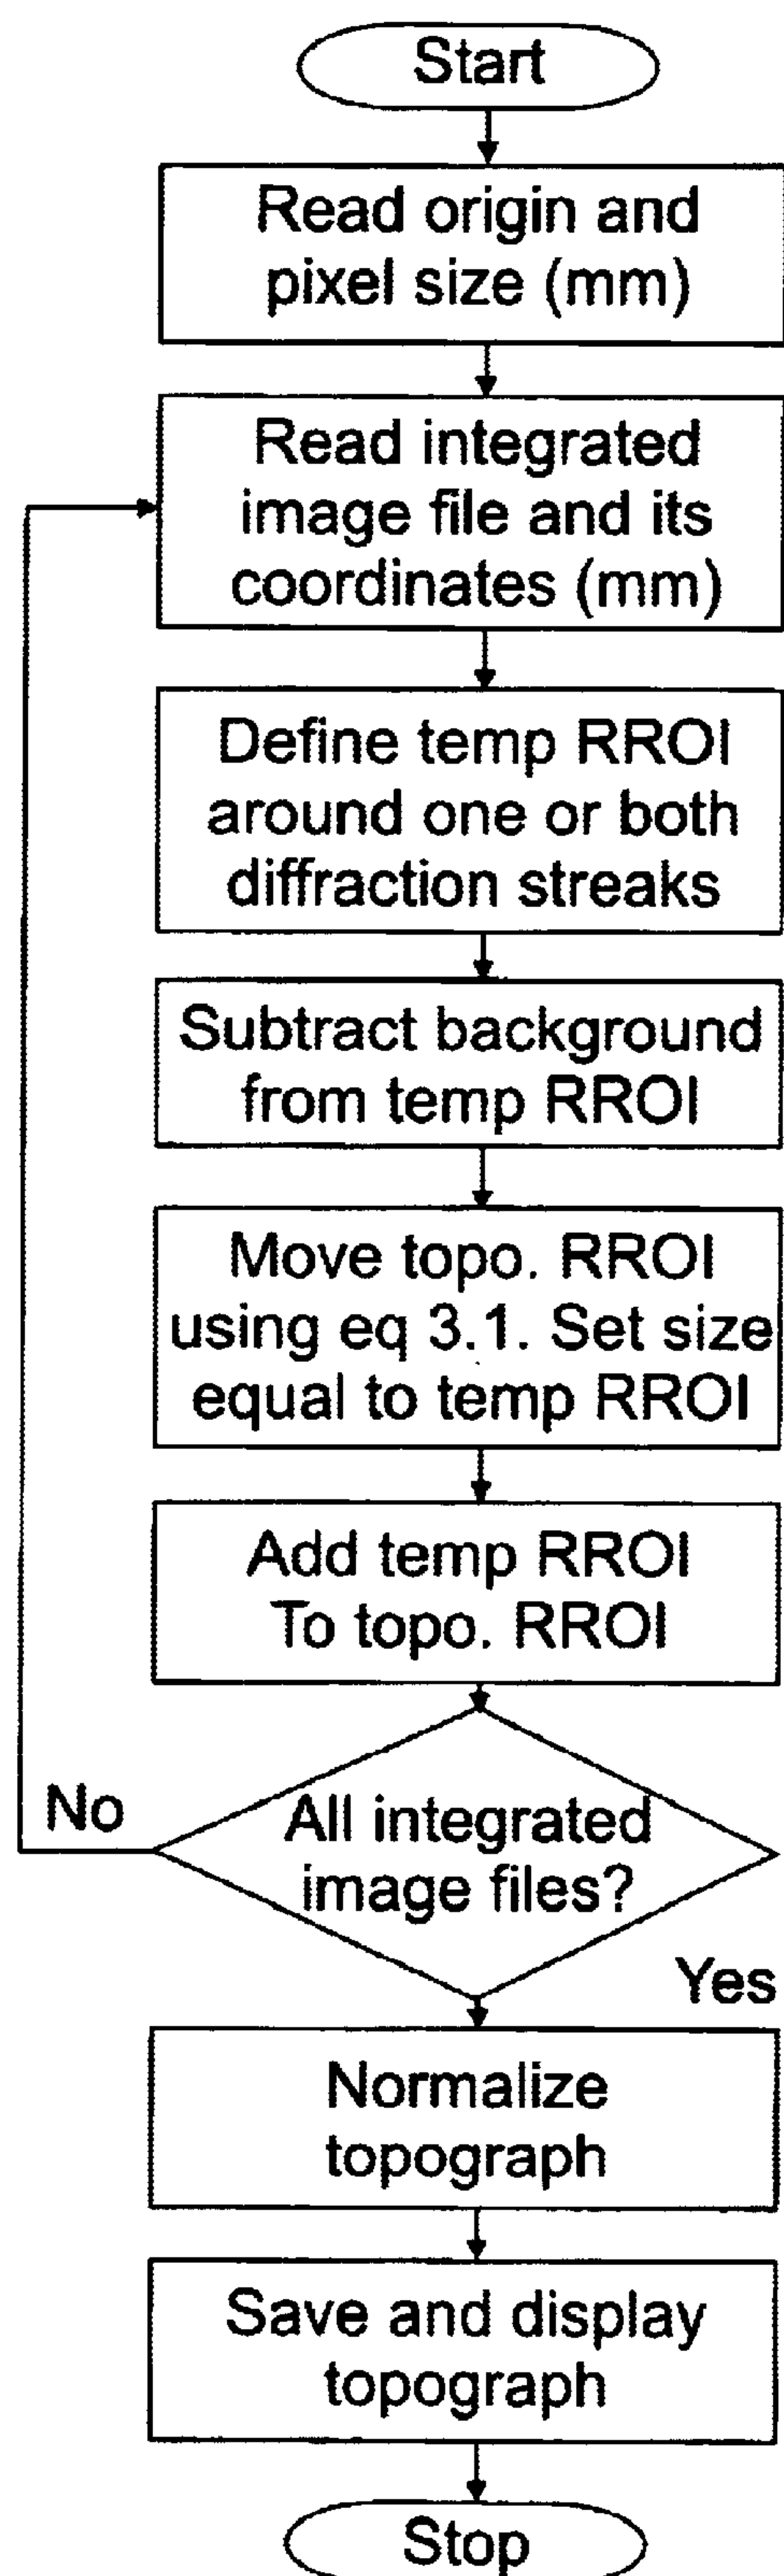 Start
Read origin and
pixel size (mm)
Read integrated
image file and its
coordinates (mm)
Define temp RROI
around one or both
diffraction streaks
Subtract background
from temp RROI
Move topo. RROI
using eq 3.1. Set size
equal to temp RROI
Add temp RROI
To topo. RROI
All integrated
image files?
No
Yes
Normalize
topograph
Save and display
topograph
Stop